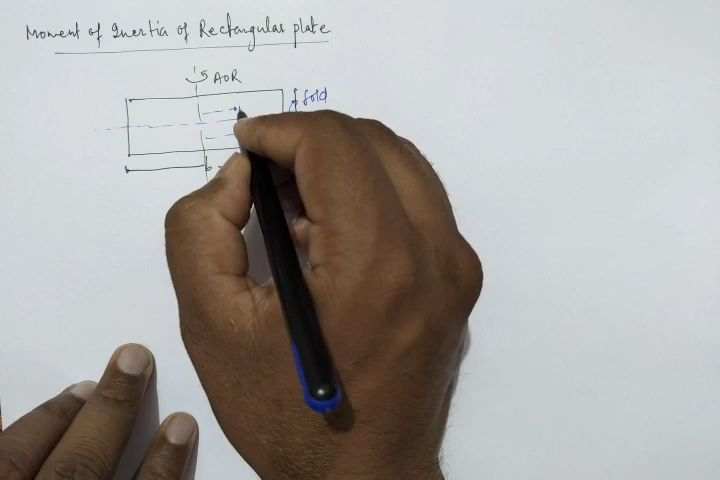 Moment of Inertia of Rectangular plate
AOR
fold
b